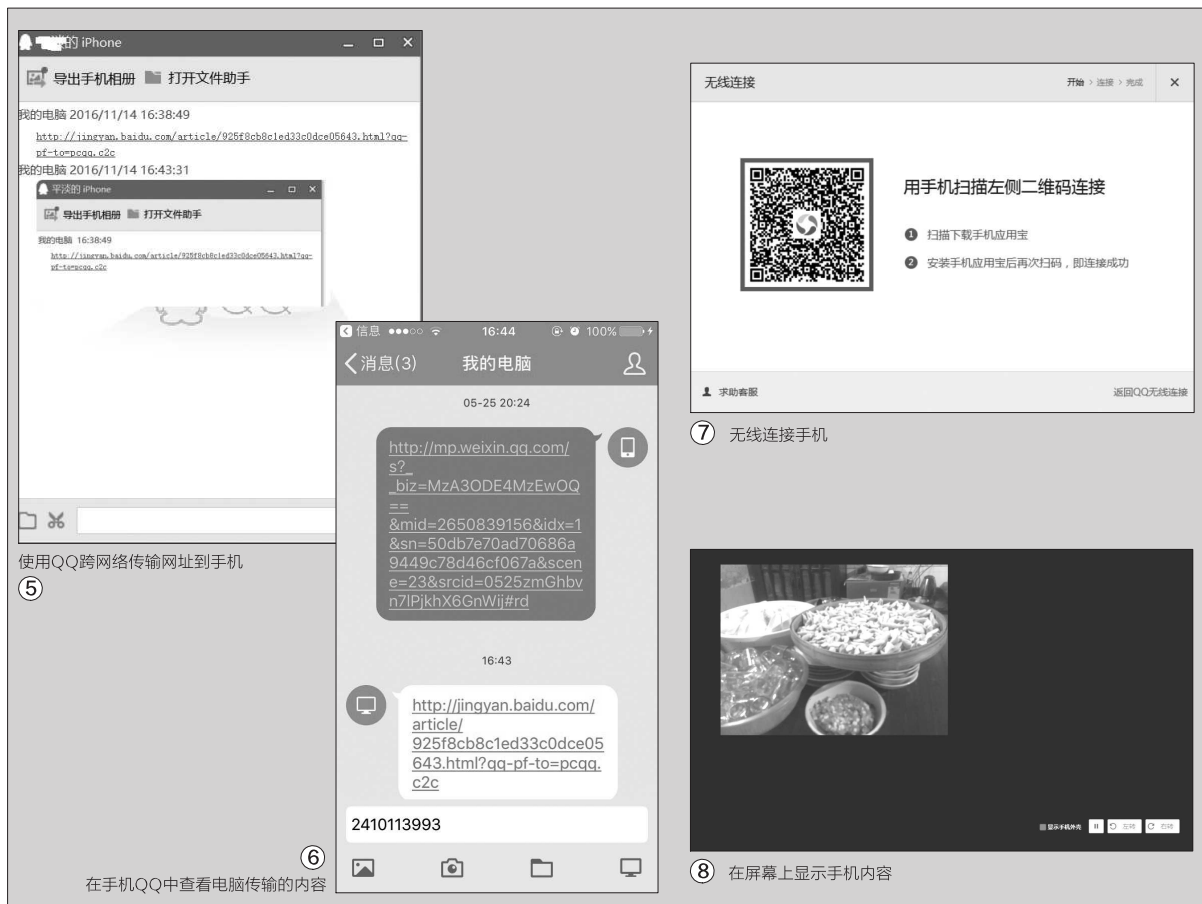 的 iPhone
导出手机相册 打开文件助手
我的电脑 2016/11/14 16:38:49
http://jingyan.baidu.com/article/925f8cb8c1ed33c0dce05643.html?qq-
pf-to=pcqq.c2c
我的电脑 2016/11/14 16:43:31
平淡的 iPhone
导出手机相册 打开文件助手
我的电脑 16:38:49
http://jingyan.baidu.com/article/925f8cb8c1ed33c0dce05643.html?qq-
pf-to=pcqq.c2c
使用QQ跨网络传输网址到手机
⑤
信息 16:44 100%
消息(3) 我的电脑
05-25 20:24
http://mp.weixin.qq.com/
s?_
_biz=MzA3ODE4MzEwOQ
==
&mid=2650839156&idx=1
&sn=50db7e70ad70686a
9449c78d46cf067a&scen
e=23&srcid=0525zmGhbv
n7lPjkhX6GnWij#rd
16:43
http://jingyan.baidu.com/
article/
925f8cb8c1ed33c0dce05
643.html?qq-pf-to=pcqq.
c2c
2410113993
⑥
在手机QQ中查看电脑传输的内容
无线连接 开始 > 连接 > 完成
用手机扫描左侧二维码连接
1 扫描下载手机应用宝
2 安装手机应用宝后再次扫码，即连接成功
求助客服 返回QQ无线连接
⑦ 无线连接手机
显示手机外壳 左转 右转
⑧ 在屏幕上显示手机内容